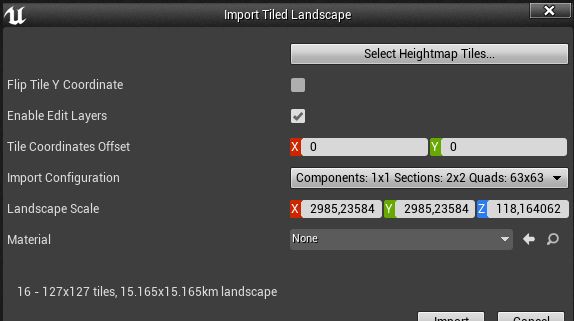 Import Tiled Landscape
Select Heightmap Tiles...
Flip Tile Y Coordinate
Enable Edit Layers
Tile Coordinates Offset X 0 Y 0
Import Configuration Components: 1x1 Sections: 2x2 Quads: 63x63
Landscape Scale X 2985,23584 Y 2985,23584 Z 118,164062
Material None
16 - 127x127 tiles, 15.165x15.165km landscape
Import Cancel